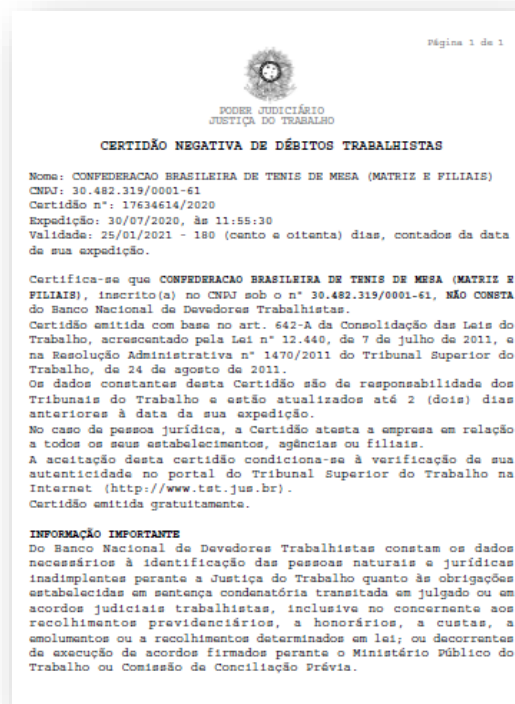 Página 1 de 1
PODER JUDICIÁRIO
JUSTIÇA DO TRABALHO
CERTIDÃO NEGATIVA DE DÉBITOS TRABALHISTAS
Nome: CONFEDERACAO BRASILEIRA DE TENIS DE MESA (MATRIZ E FILIAIS)
CNPJ: 30.482.319/0001-61
Certidão n°: 17634614/2020
Expedição: 30/07/2020, às 11:55:30
Validade: 25/01/2021 - 180 (cento e oitenta) dias, contados da data
de sua expedição.
Certifica-se que CONFEDERACAO BRASILEIRA DE TENIS DE MESA (MATRIZ E
FILIAIS), inscrito(a) no CNPJ sob o n° 30.482.319/0001-61, NÃO CONSTA
do Banco Nacional de Devedores Trabalhistas.
Certidão emitida com base no art. 642-A da Consolidação das Leis do
Trabalho, acrescentado pela Lei n° 12.440, de 7 de julho de 2011, e
na Resolução Administrativa n° 1470/2011 do Tribunal Superior do
Trabalho, de 24 de agosto de 2011.
Os dados constantes desta Certidão são de responsabilidade dos
Tribunais do Trabalho e estão atualizados até 2 (dois) dias
anteriores à data da sua expedição.
No caso de pessoa jurídica, a Certidão atesta a empresa em relação
a todos os seus estabelecimentos, agências ou filiais.
A aceitação desta certidão condiciona-se à verificação de sua
autenticidade no portal do Tribunal Superior do Trabalho na
Internet (http://www.tst.jus.br).
Certidão emitida gratuitamente.
INFORMAÇÃO IMPORTANTE
Do Banco Nacional de Devedores Trabalhistas constam os dados
necessários à identificação das pessoas naturais e jurídicas
inadimplentes perante a Justiça do Trabalho quanto às obrigações
estabelecidas em sentença condenatória transitada em julgado ou em
acordos judiciais trabalhistas, inclusive no concernente aos
recolhimentos previdenciários, a honorários, a custas, a
emolumentos ou a recolhimentos determinados em lei; ou decorrentes
de execução de acordos firmados perante o Ministério Público do
Trabalho ou Comissão de Conciliação Prévia.